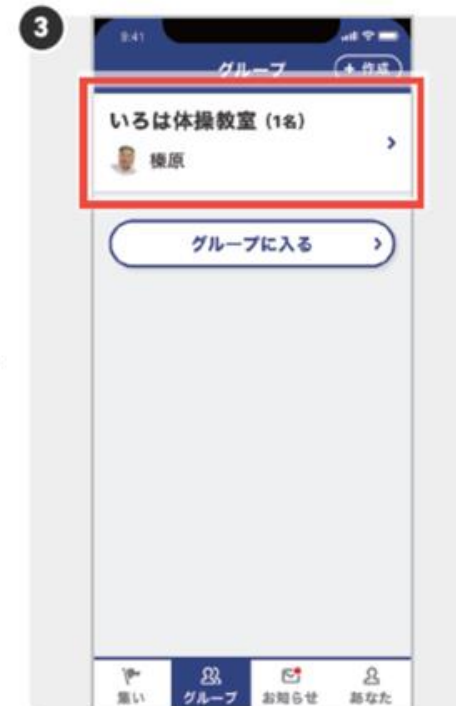 3
9:41
グループ
+ 作成
いろは体操教室 (1名)
榛原
グループに入る
集い
グループ
お知らせ
あなた